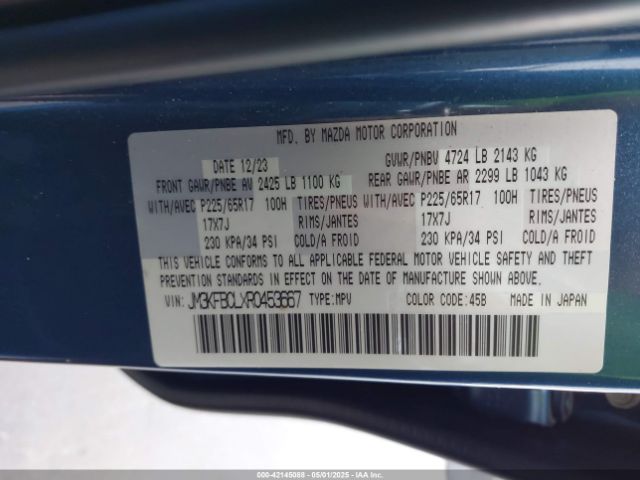 MFD. BY MAZDA MOTOR CORPORATION
DATE 12/23 GVWR/PNBV 4724 LB 2143 KG
FRONT GAWR/PNBE AV 2425 LB 1100 KG REAR GAWR/PNBE AR 2299 LB 1043 KG
WITH/AVEC P225/65R17 100H TIRES/PNEUS WITH/AVEC P225/65R17 100H TIRES/PNEUS
17X7J RIMS/JANTES 17X7J RIMS/JANTES
230 KPA/34 PSI COLD/A FROID 230 KPA/34 PSI COLD/A FROID
THIS VEHICLE CONFORMS TO ALL APPLICABLE FEDERAL MOTOR VEHICLE SAFETY AND THEFT
PREVENTION STANDARDS IN EFFECT ON THE DATE OF MANUFACTURE SHOWN ABOVE.
VIN: JM3KFBCLXR0453667 TYPE:MPV COLOR CODE:45B MADE IN JAPAN
000-42145088 - 05/01/2025 - IAAI.COM